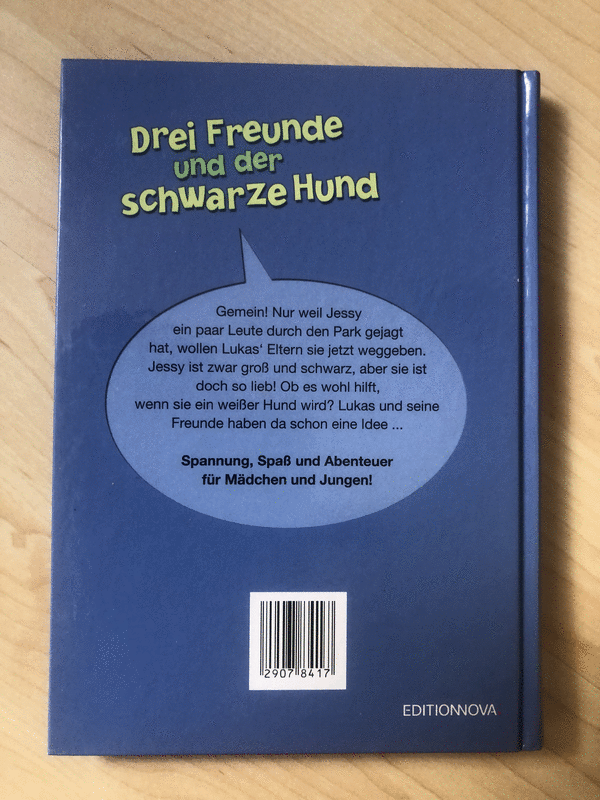 Drei Freunde
und der
schwarze Hund
Gemein! Nur weil Jessy
ein paar Leute durch den Park gejagt
hat, wollen Lukas‘ Eltern sie jetzt weggeben.
Jessy ist zwar groß und schwarz, aber sie ist
doch so lieb! Ob es wohl hilft,
wenn sie ein weißer Hund wird? Lukas und seine
Freunde haben da schon eine Idee ...
Spannung, Spaß und Abenteuer
für Mädchen und Jungen!
2907 8417
EDITIONNOVA